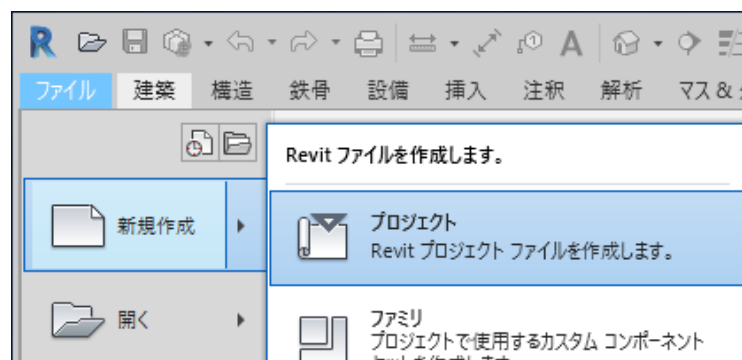 R
ファイル 建築 構造 鉄骨 設備 挿入 注釈 解析 マス &
Revit ファイルを作成します。
新規作成
プロジェクト
Revit プロジェクト ファイルを作成します。
開く
ファミリ
プロジェクトで使用するカスタム コンポーネント